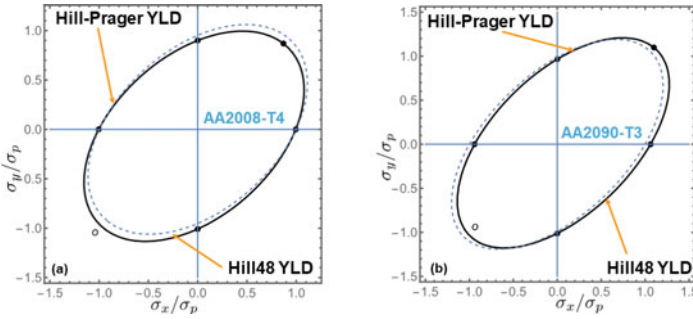 Hill-Prager YLD
1.0
0.5
0.0
−0.5
−1.0
−1.5
σy/σp
AA2008-T4
(a)
Hill48 YLD
−1.5 −1.0 −0.5 0.0 0.5 1.0
σx/σp
Hill-Prager YLD
1.5
1.0
0.5
0.0
−0.5
−1.0
−1.5
σy/σp
AA2090-T3
(b)
Hill48 YLD
−1.5 −1.0 −0.5 0.0 0.5 1.0 1.5
σx/σp